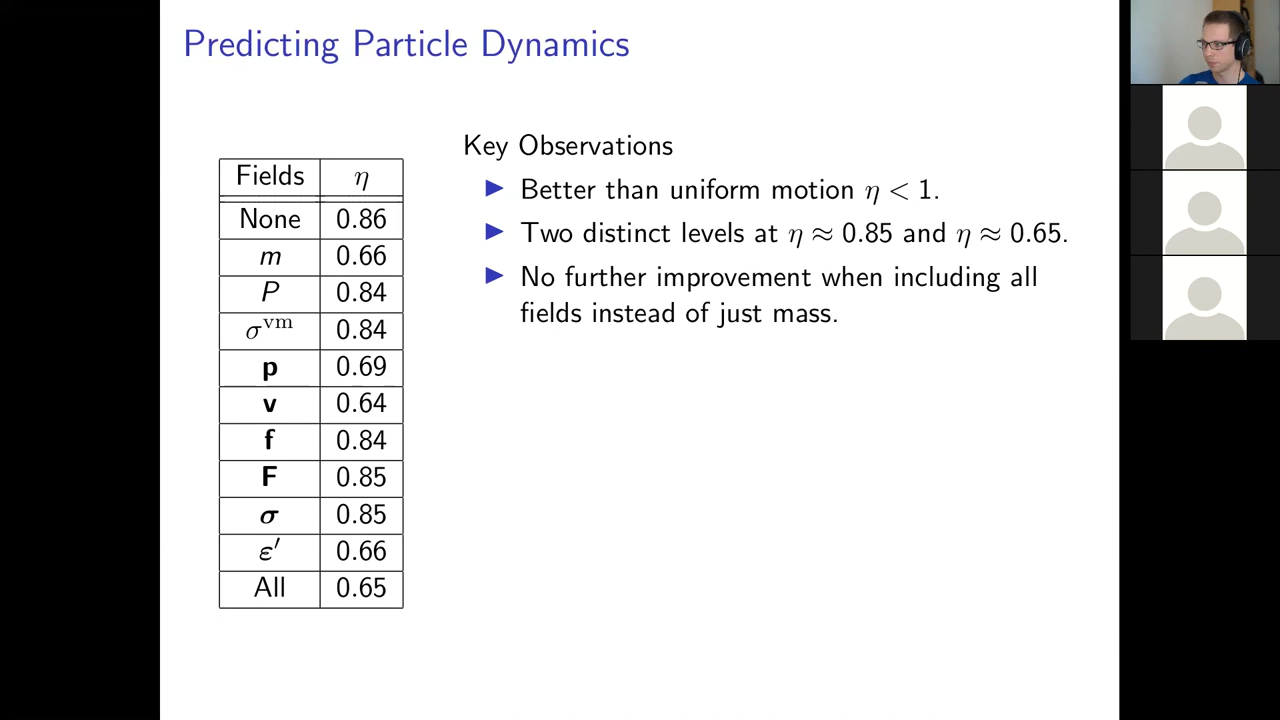 Predicting Particle Dynamics
Fields η
None 0.86
m 0.66
P 0.84
σ^vm 0.84
p 0.69
v 0.64
f 0.84
F 0.85
σ 0.85
ε′ 0.66
All 0.65
Key Observations
▶ Better than uniform motion η < 1.
▶ Two distinct levels at η ≈ 0.85 and η ≈ 0.65.
▶ No further improvement when including all
fields instead of just mass.